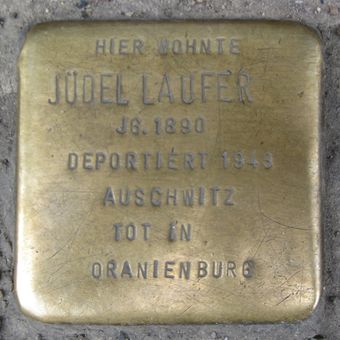 HIER WOHNTE
JÜDEL LAUFER
JG. 1890
DEPORTIERT 1943
AUSCHWITZ
TOT IN
ORANIENBURG